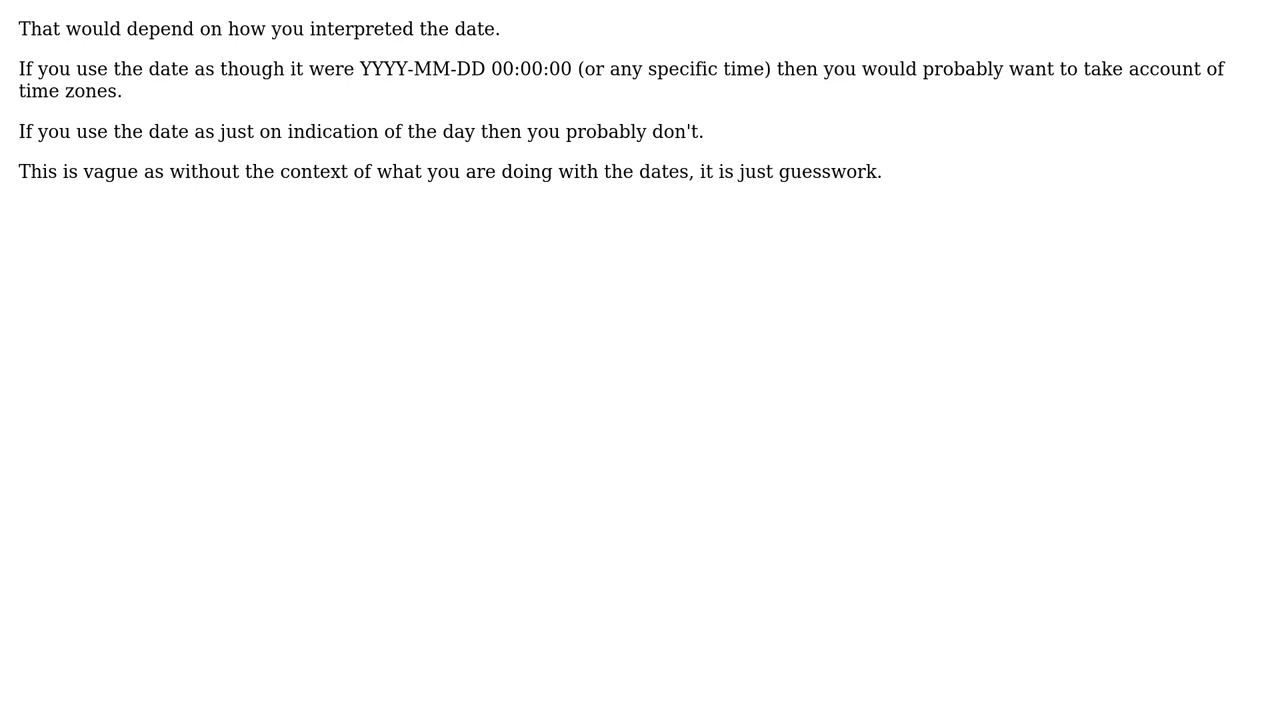 That would depend on how you interpreted the date.
If you use the date as though it were YYYY-MM-DD 00:00:00 (or any specific time) then you would probably want to take account of
time zones.
If you use the date as just on indication of the day then you probably don't.
This is vague as without the context of what you are doing with the dates, it is just guesswork.